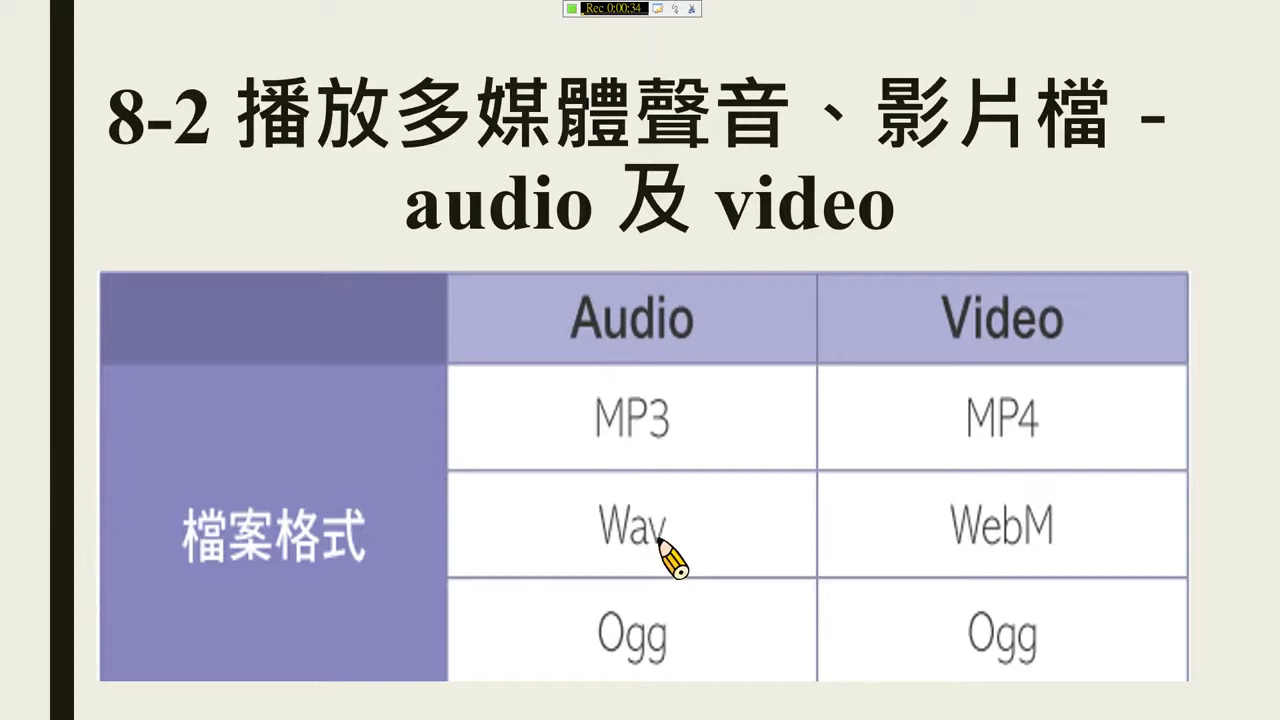 Rec 0:00:34
8-2 播放多媒體聲音、影片檔 -
audio 及 video
Audio Video
MP3 MP4
檔案格式
Wav WebM
Ogg Ogg